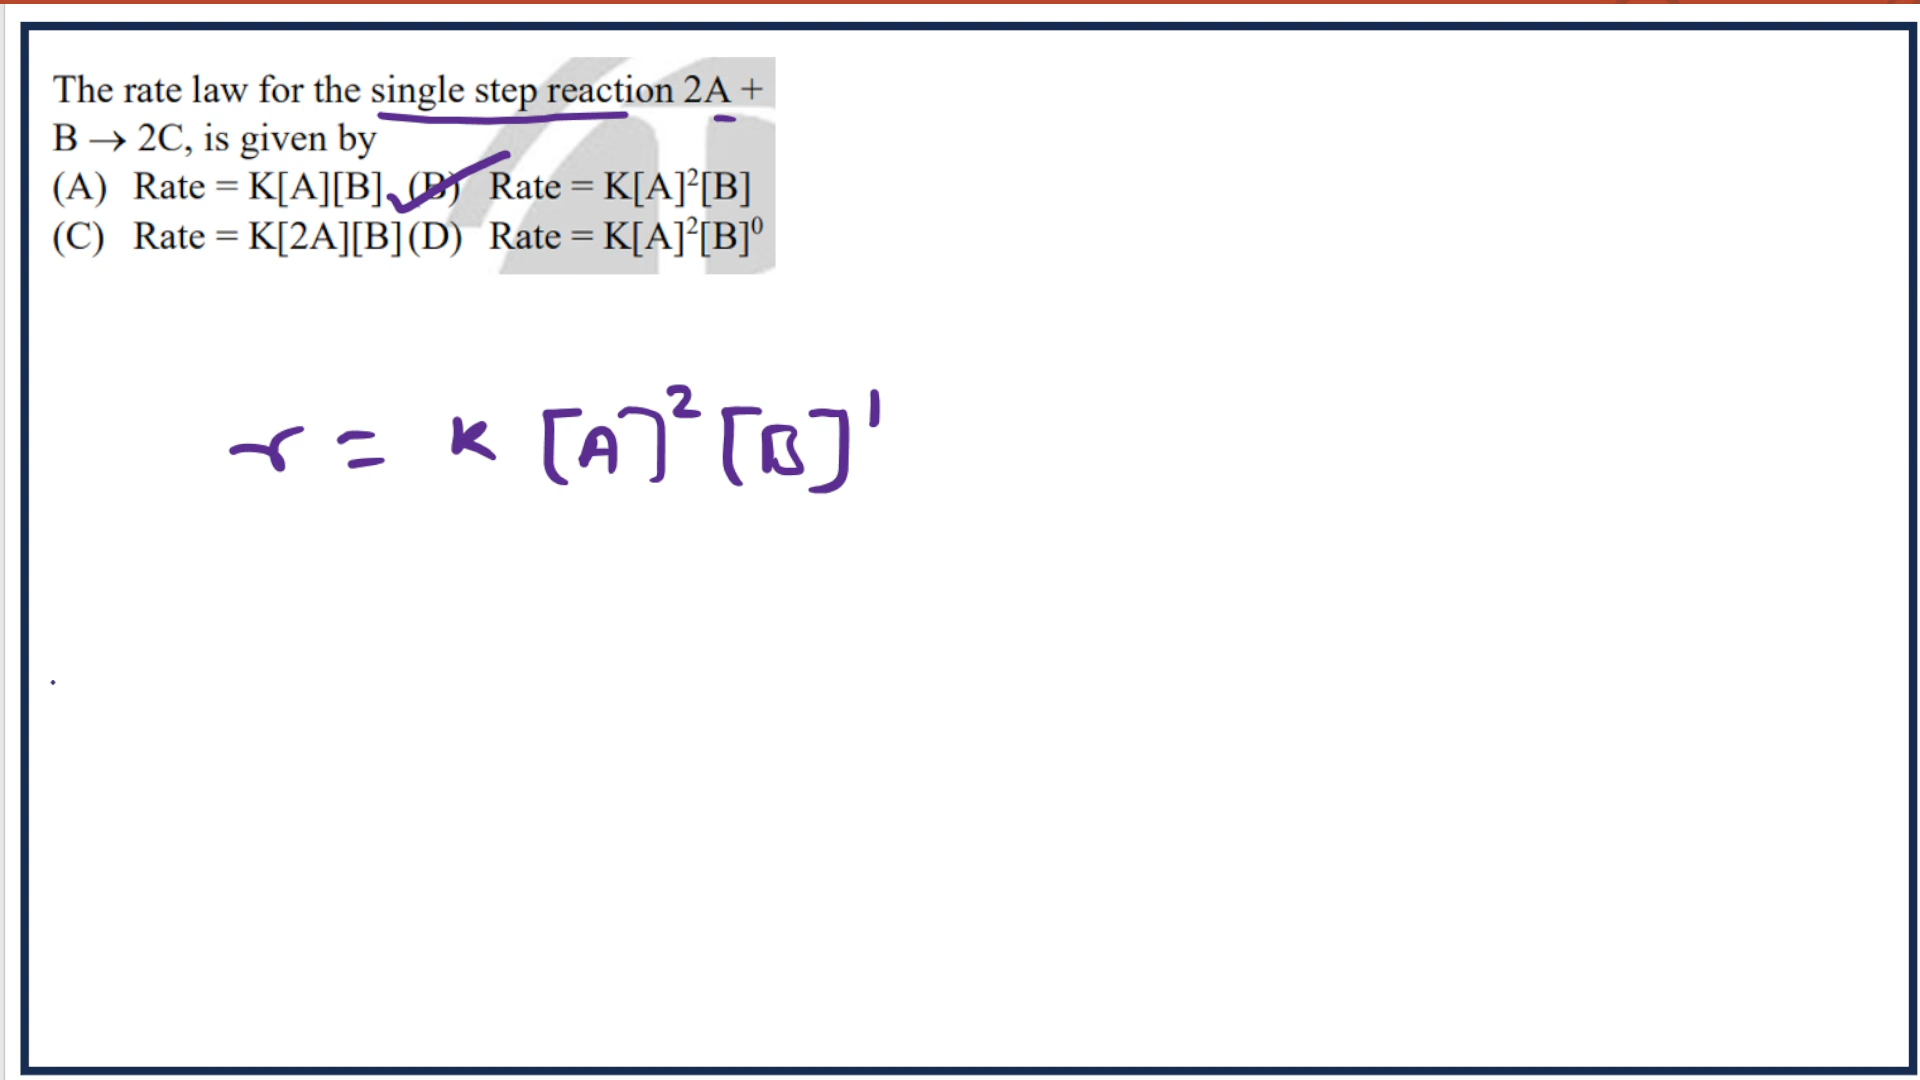 The rate law for the single step reaction 2A +
B → 2C, is given by
(A) Rate = K[A][B] (B) Rate = K[A]²[B]
(C) Rate = K[2A][B] (D) Rate = K[A]²[B]⁰
r = K [A]² [B]¹